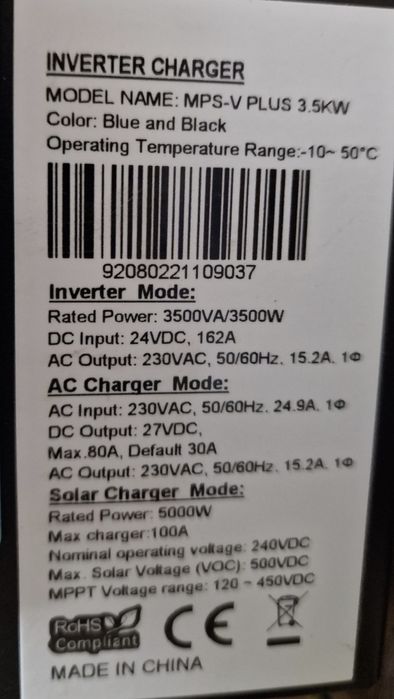 INVERTER CHARGER
MODEL NAME: MPS-V PLUS 3.5KW
Color: Blue and Black
Operating Temperature Range:-10~ 50°C
92080221109037
Inverter Mode:
Rated Power: 3500VA/3500W
DC Input: 24VDC, 162A
AC Output: 230VAC, 50/60Hz. 15.2A. 1Φ
AC Charger Mode:
AC Input: 230VAC, 50/60Hz. 24.9A. 1Φ
DC Output: 27VDC,
Max.80A, Default 30A
AC Output: 230VAC, 50/60Hz. 15.2A. 1Φ
Solar Charger Mode:
Rated Power: 5000W
Max charger:100A
Nominal operating voltage: 240VDC
Max. Solar Voltage (VOC): 500VDC
MPPT Voltage range: 120 ~ 450VDC
RoHS
Compliant
CE
MADE IN CHINA